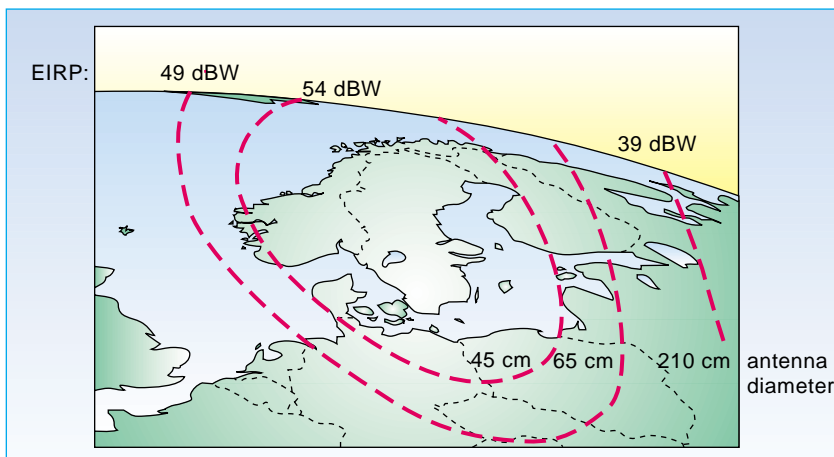 EIRP:
49 dBW
54 dBW
39 dBW
45 cm
65 cm
210 cm
antenna
diameter